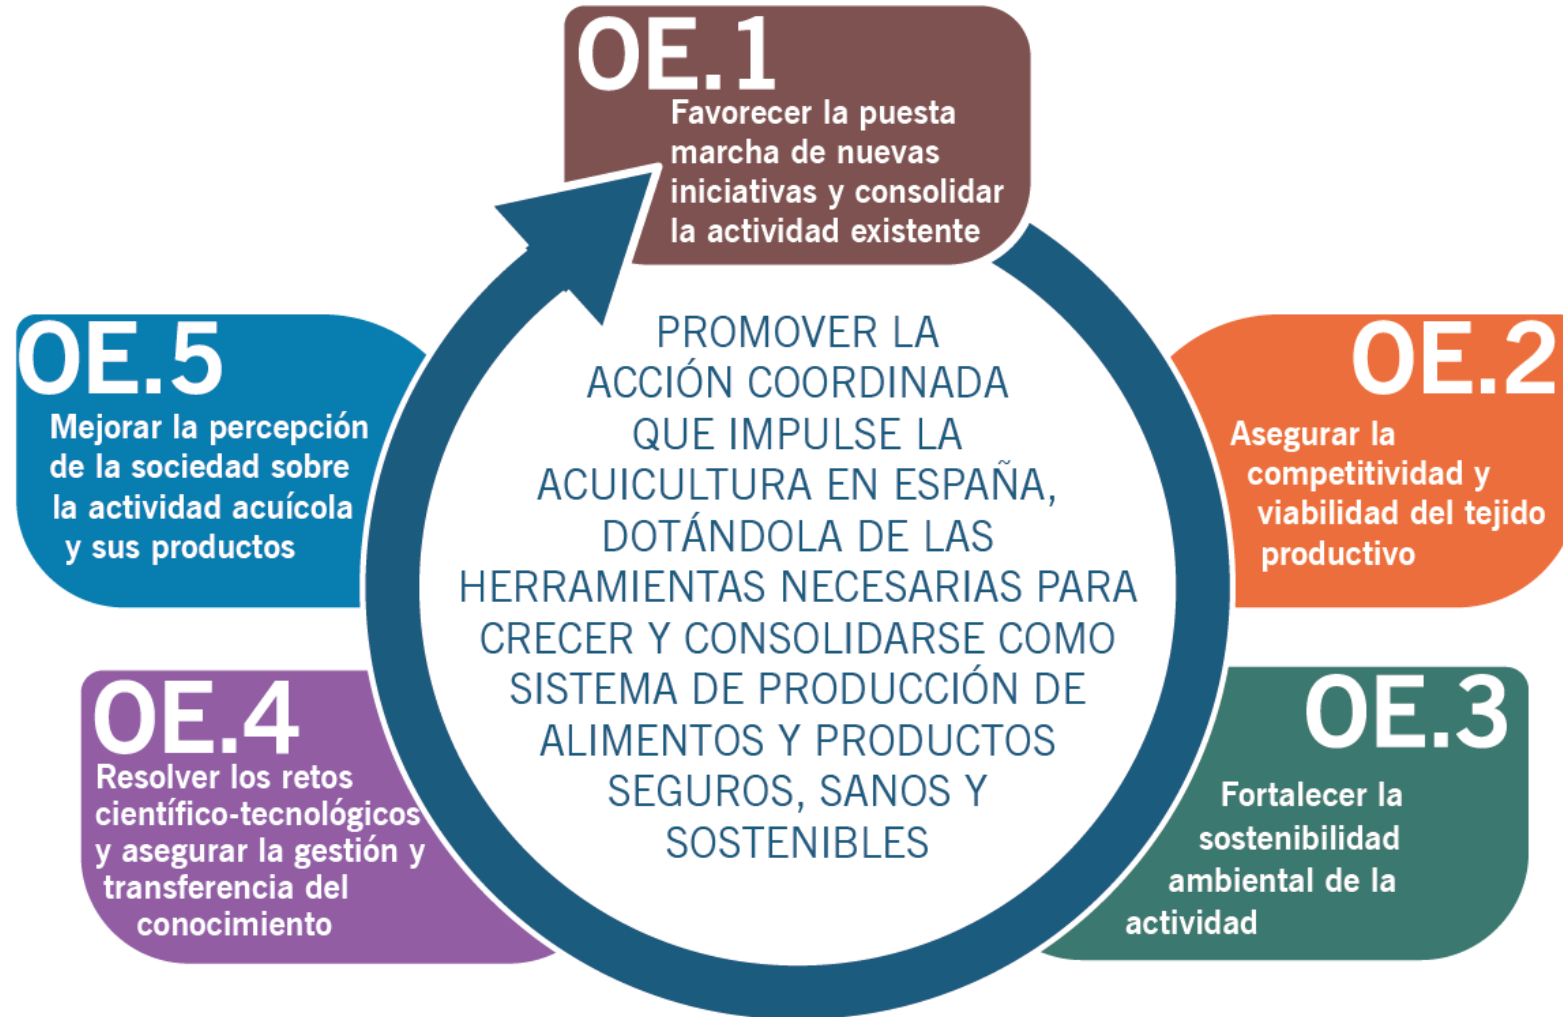 OE.1
Favorecer la puesta
marcha de nuevas
iniciativas y consolidar
la actividad existente
OE.2
Asegurar la
competitividad y
viabilidad del tejido
productivo
OE.3
Fortalecer la
sostenibilidad
ambiental de la
actividad
OE.4
Resolver los retos
científico-tecnológicos
y asegurar la gestión y
transferencia del
conocimiento
OE.5
Mejorar la percepción
de la sociedad sobre
la actividad acuícola
y sus productos
PROMOVER LA
ACCIÓN COORDINADA
QUE IMPULSE LA
ACUICULTURA EN ESPAÑA,
DOTÁNDOLA DE LAS
HERRAMIENTAS NECESARIAS PARA
CRECER Y CONSOLIDARSE COMO
SISTEMA DE PRODUCCIÓN DE
ALIMENTOS Y PRODUCTOS
SEGUROS, SANOS Y
SOSTENIBLES